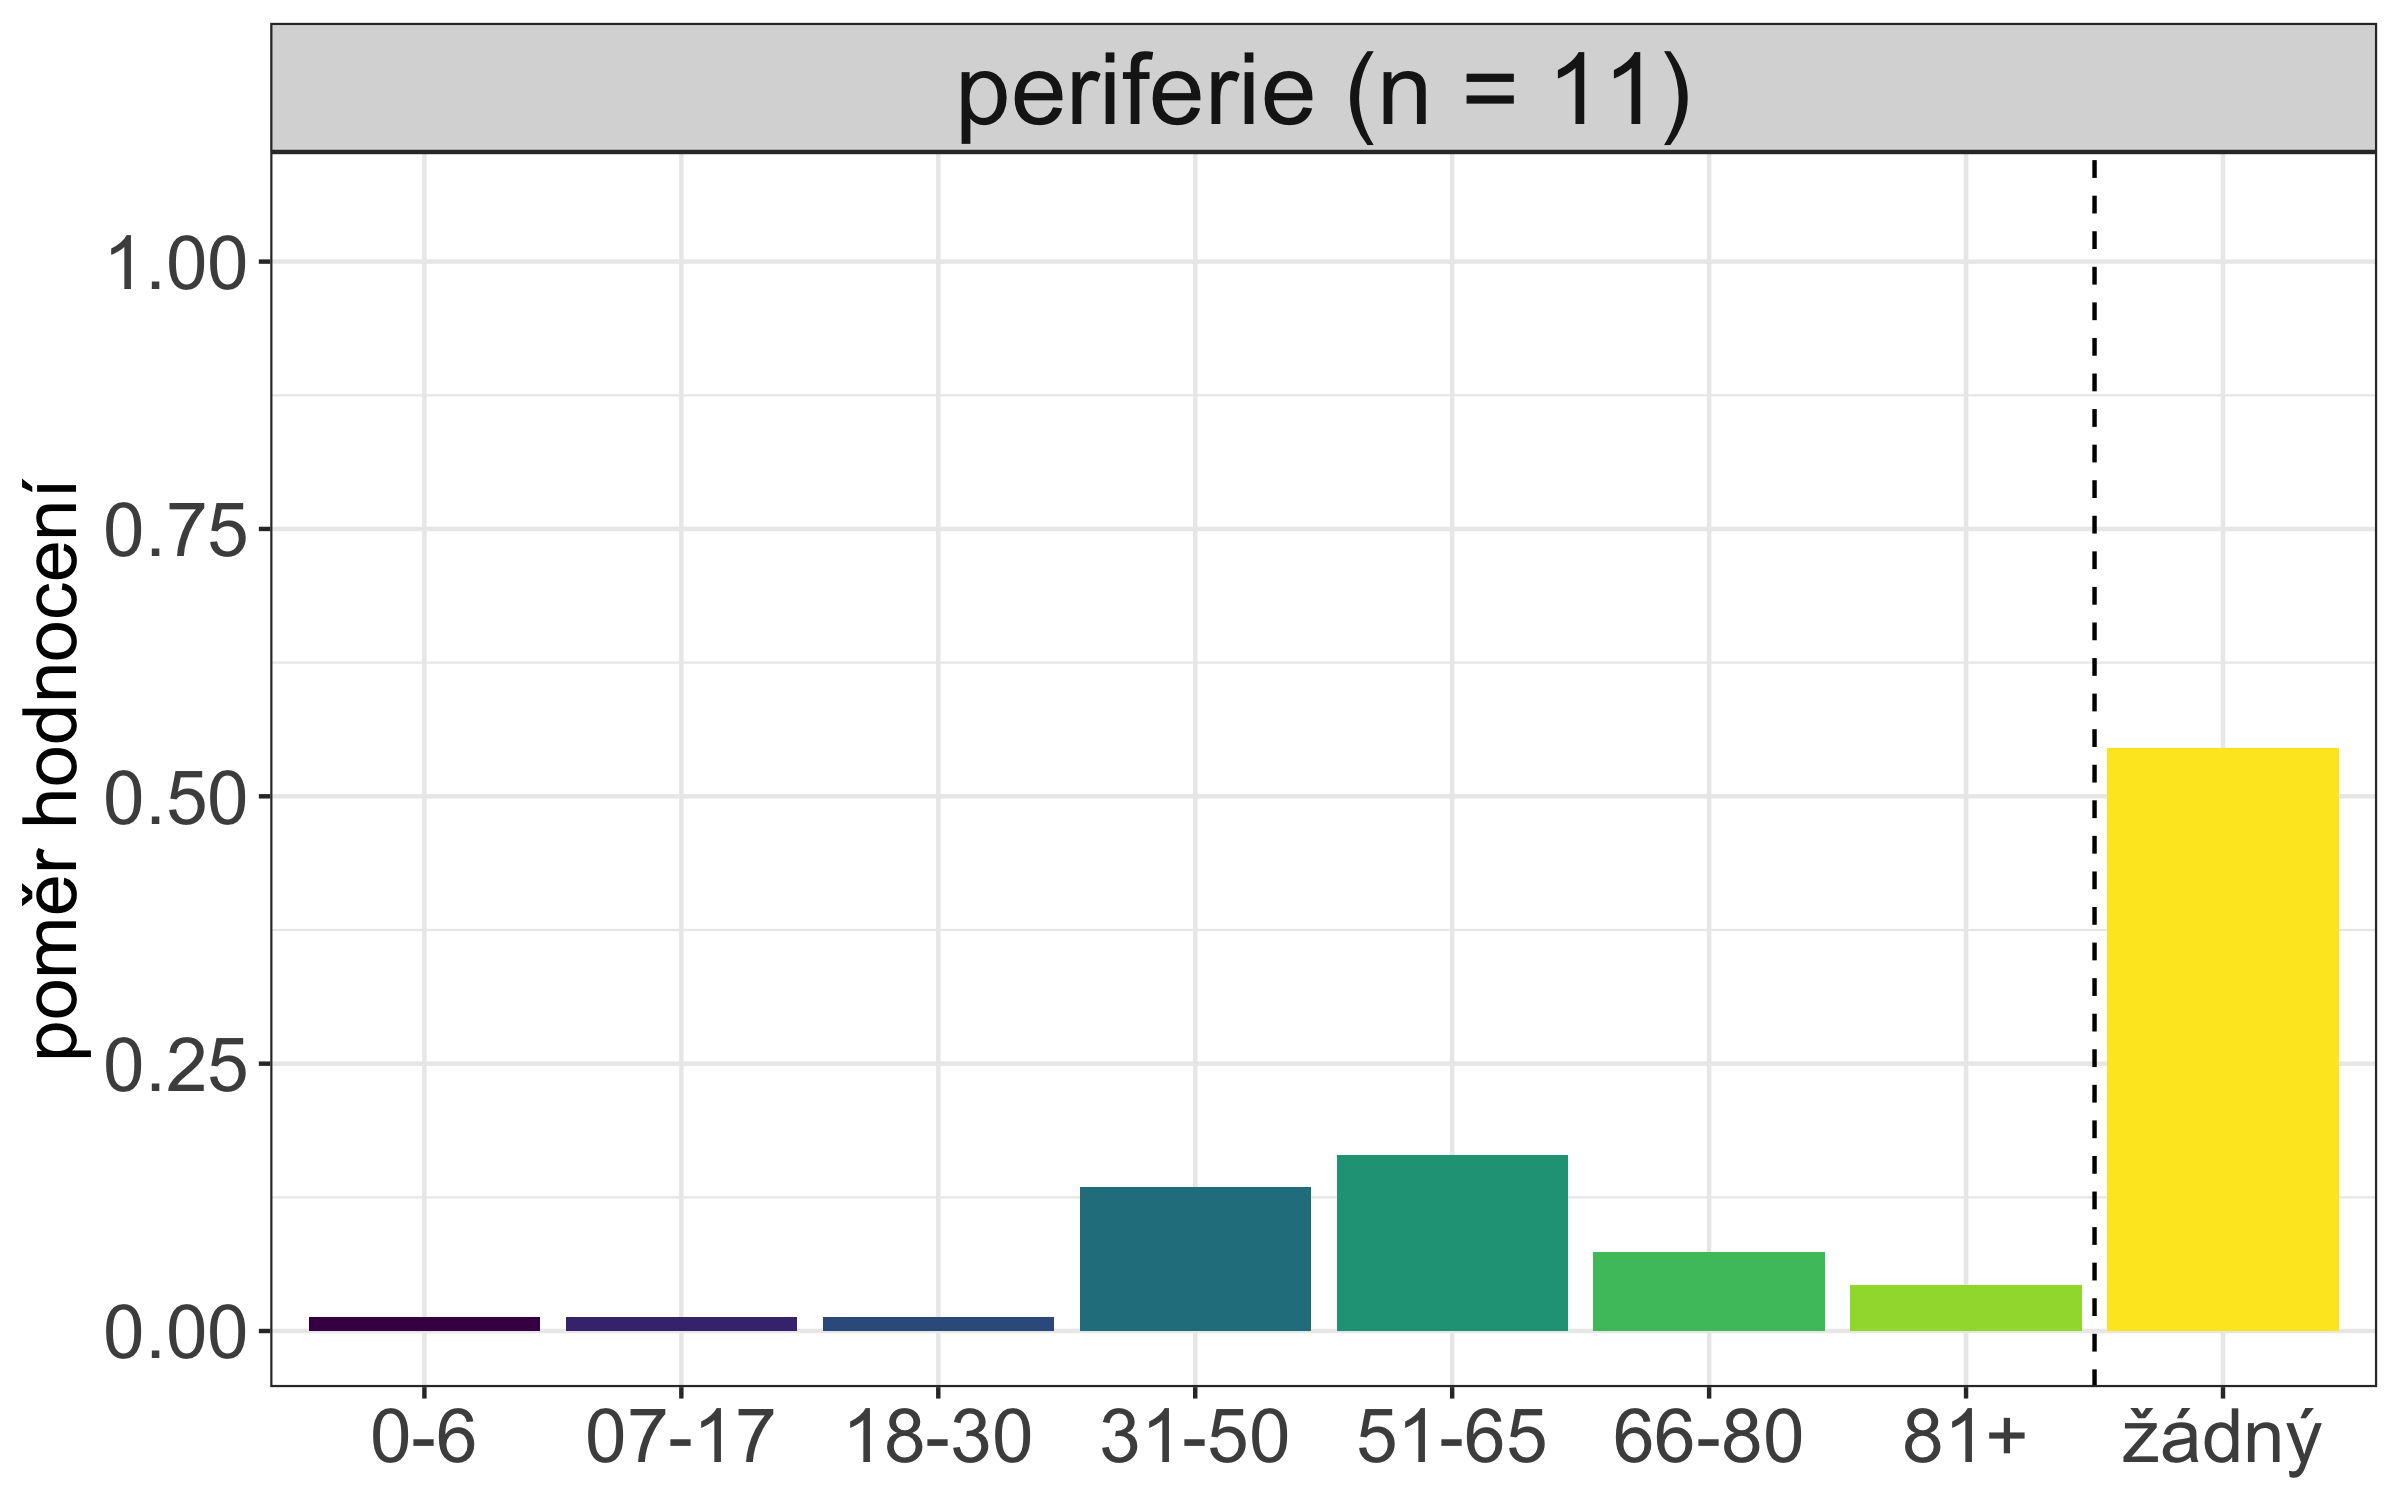 periferie (n = 11)
poměr hodnocení
1.00
0.75
0.50
0.25
0.00
0-6 07-17 18-30 31-50 51-65 66-80 81+ žádný